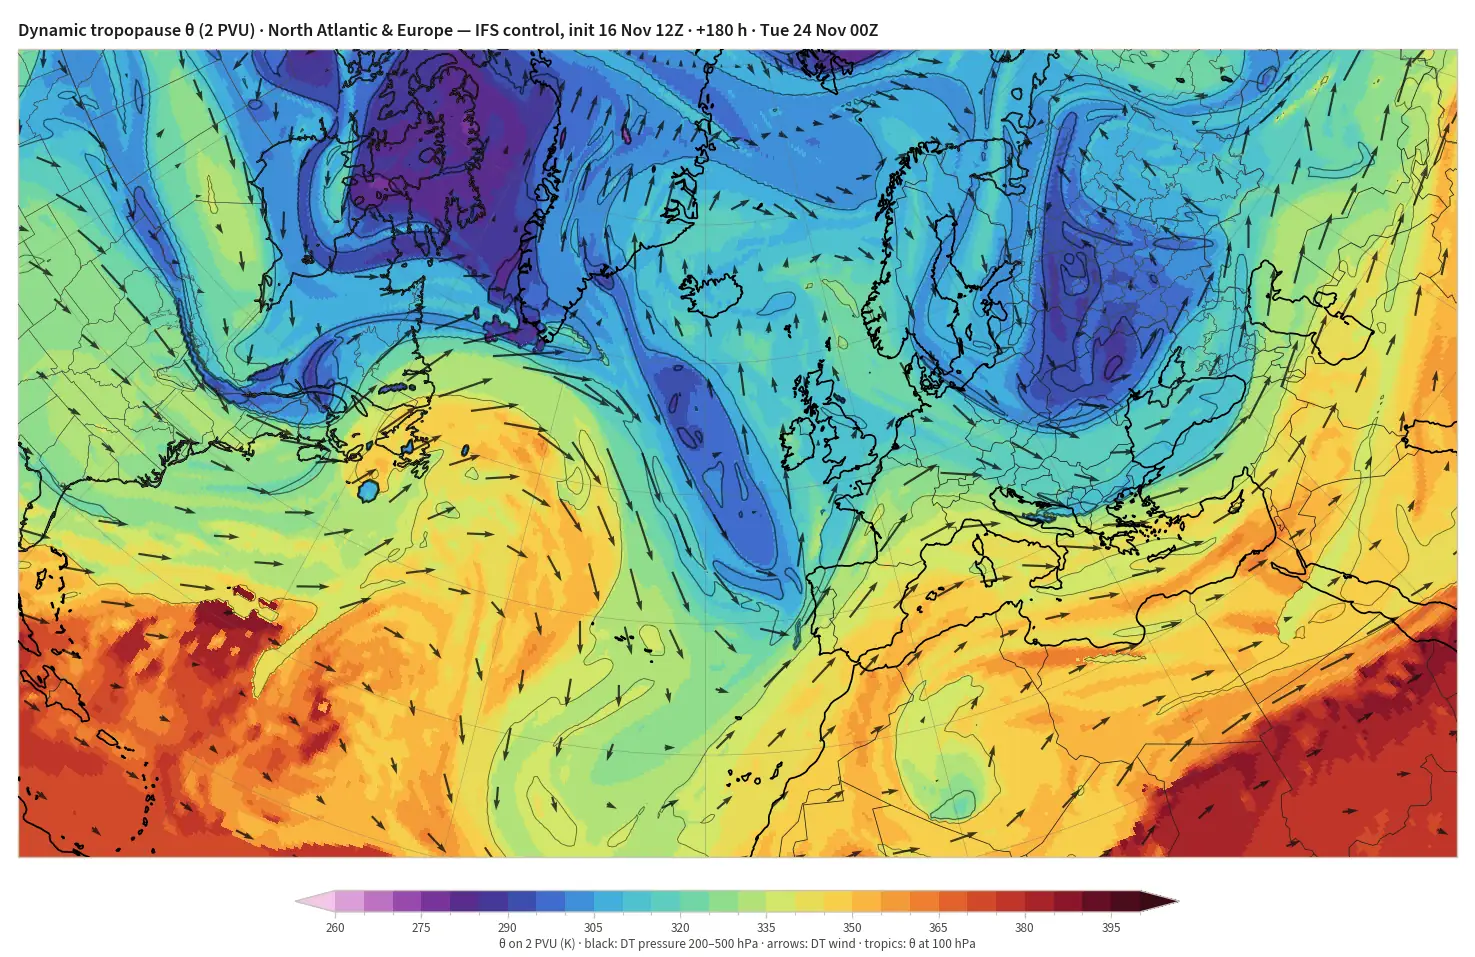 Dynamic tropopause θ (2 PVU) · North Atlantic & Europe — IFS control, init 16 Nov 12Z · +180 h · Tue 24 Nov 00Z
260 275 290 305 320 335 350 365 380 395
θ on 2 PVU (K) · black: DT pressure 200–500 hPa · arrows: DT wind · tropics: θ at 100 hPa